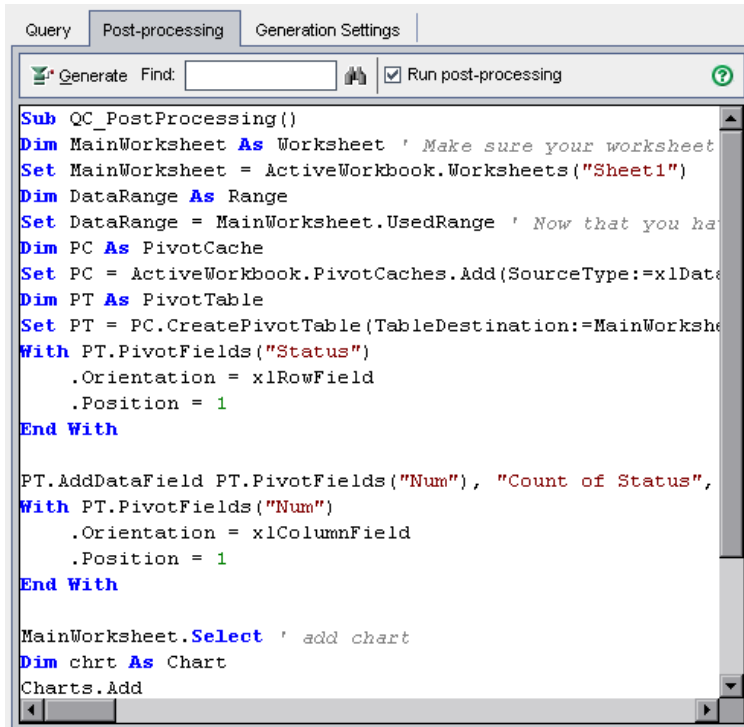 Query Post-processing Generation Settings
Generate Find: Run post-processing
Sub QC_PostProcessing()
Dim MainWorksheet As Worksheet ' Make sure your worksheet
Set MainWorksheet = ActiveWorkbook.Worksheets("Sheet1")
Dim DataRange As Range
Set DataRange = MainWorksheet.UsedRange ' Now that you ha
Dim PC As PivotCache
Set PC = ActiveWorkbook.PivotCaches.Add(SourceType:=xlData
Dim PT As PivotTable
Set PT = PC.CreatePivotTable(TableDestination:=MainWorkshe
With PT.PivotFields("Status")
    .Orientation = xlRowField
    .Position = 1
End With

PT.AddDataField PT.PivotFields("Num"), "Count of Status",
With PT.PivotFields("Num")
    .Orientation = xlColumnField
    .Position = 1
End With

MainWorksheet.Select ' add chart
Dim chrt As Chart
Charts.Add